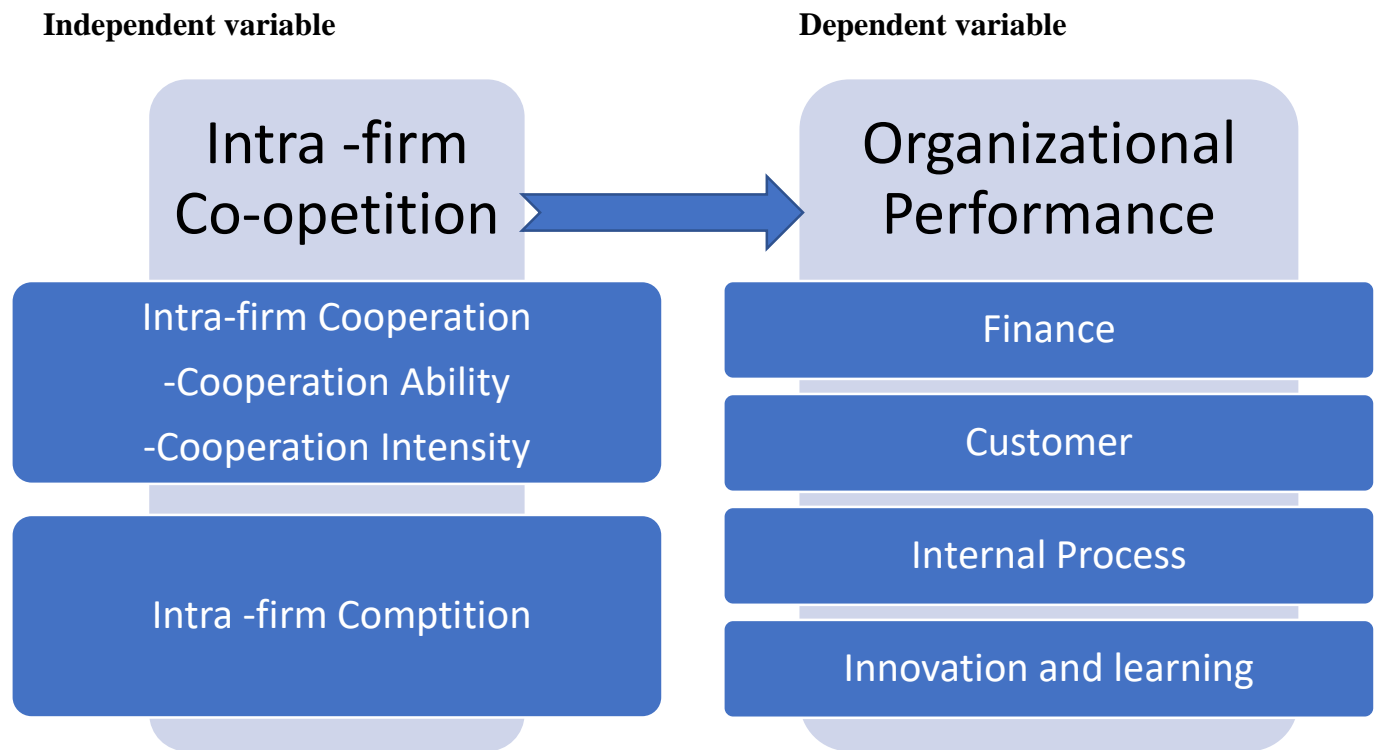 Independent variable
Dependent variable
Intra -firm
Co-opetition
Intra-firm Cooperation
-Cooperation Ability
-Cooperation Intensity
Intra -firm Comptition
Organizational
Performance
Finance
Customer
Internal Process
Innovation and learning